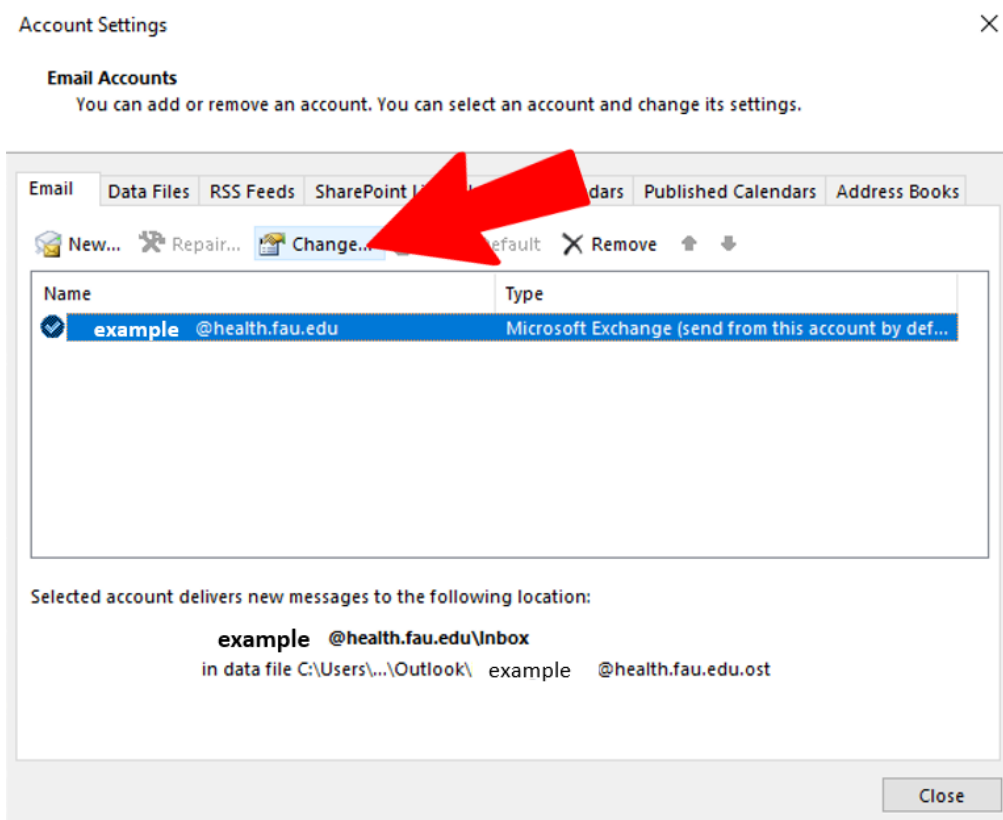 Account Settings
Email Accounts
You can add or remove an account. You can select an account and change its settings.
Email Data Files RSS Feeds SharePoint Published Calendars Address Books
New... Repair... Change... Remove
Name Type
example @health.fau.edu Microsoft Exchange (send from this account by def...
Selected account delivers new messages to the following location:
example @health.fau.edu\Inbox
in data file C:\Users\...\Outlook\ example @health.fau.edu.ost
Close